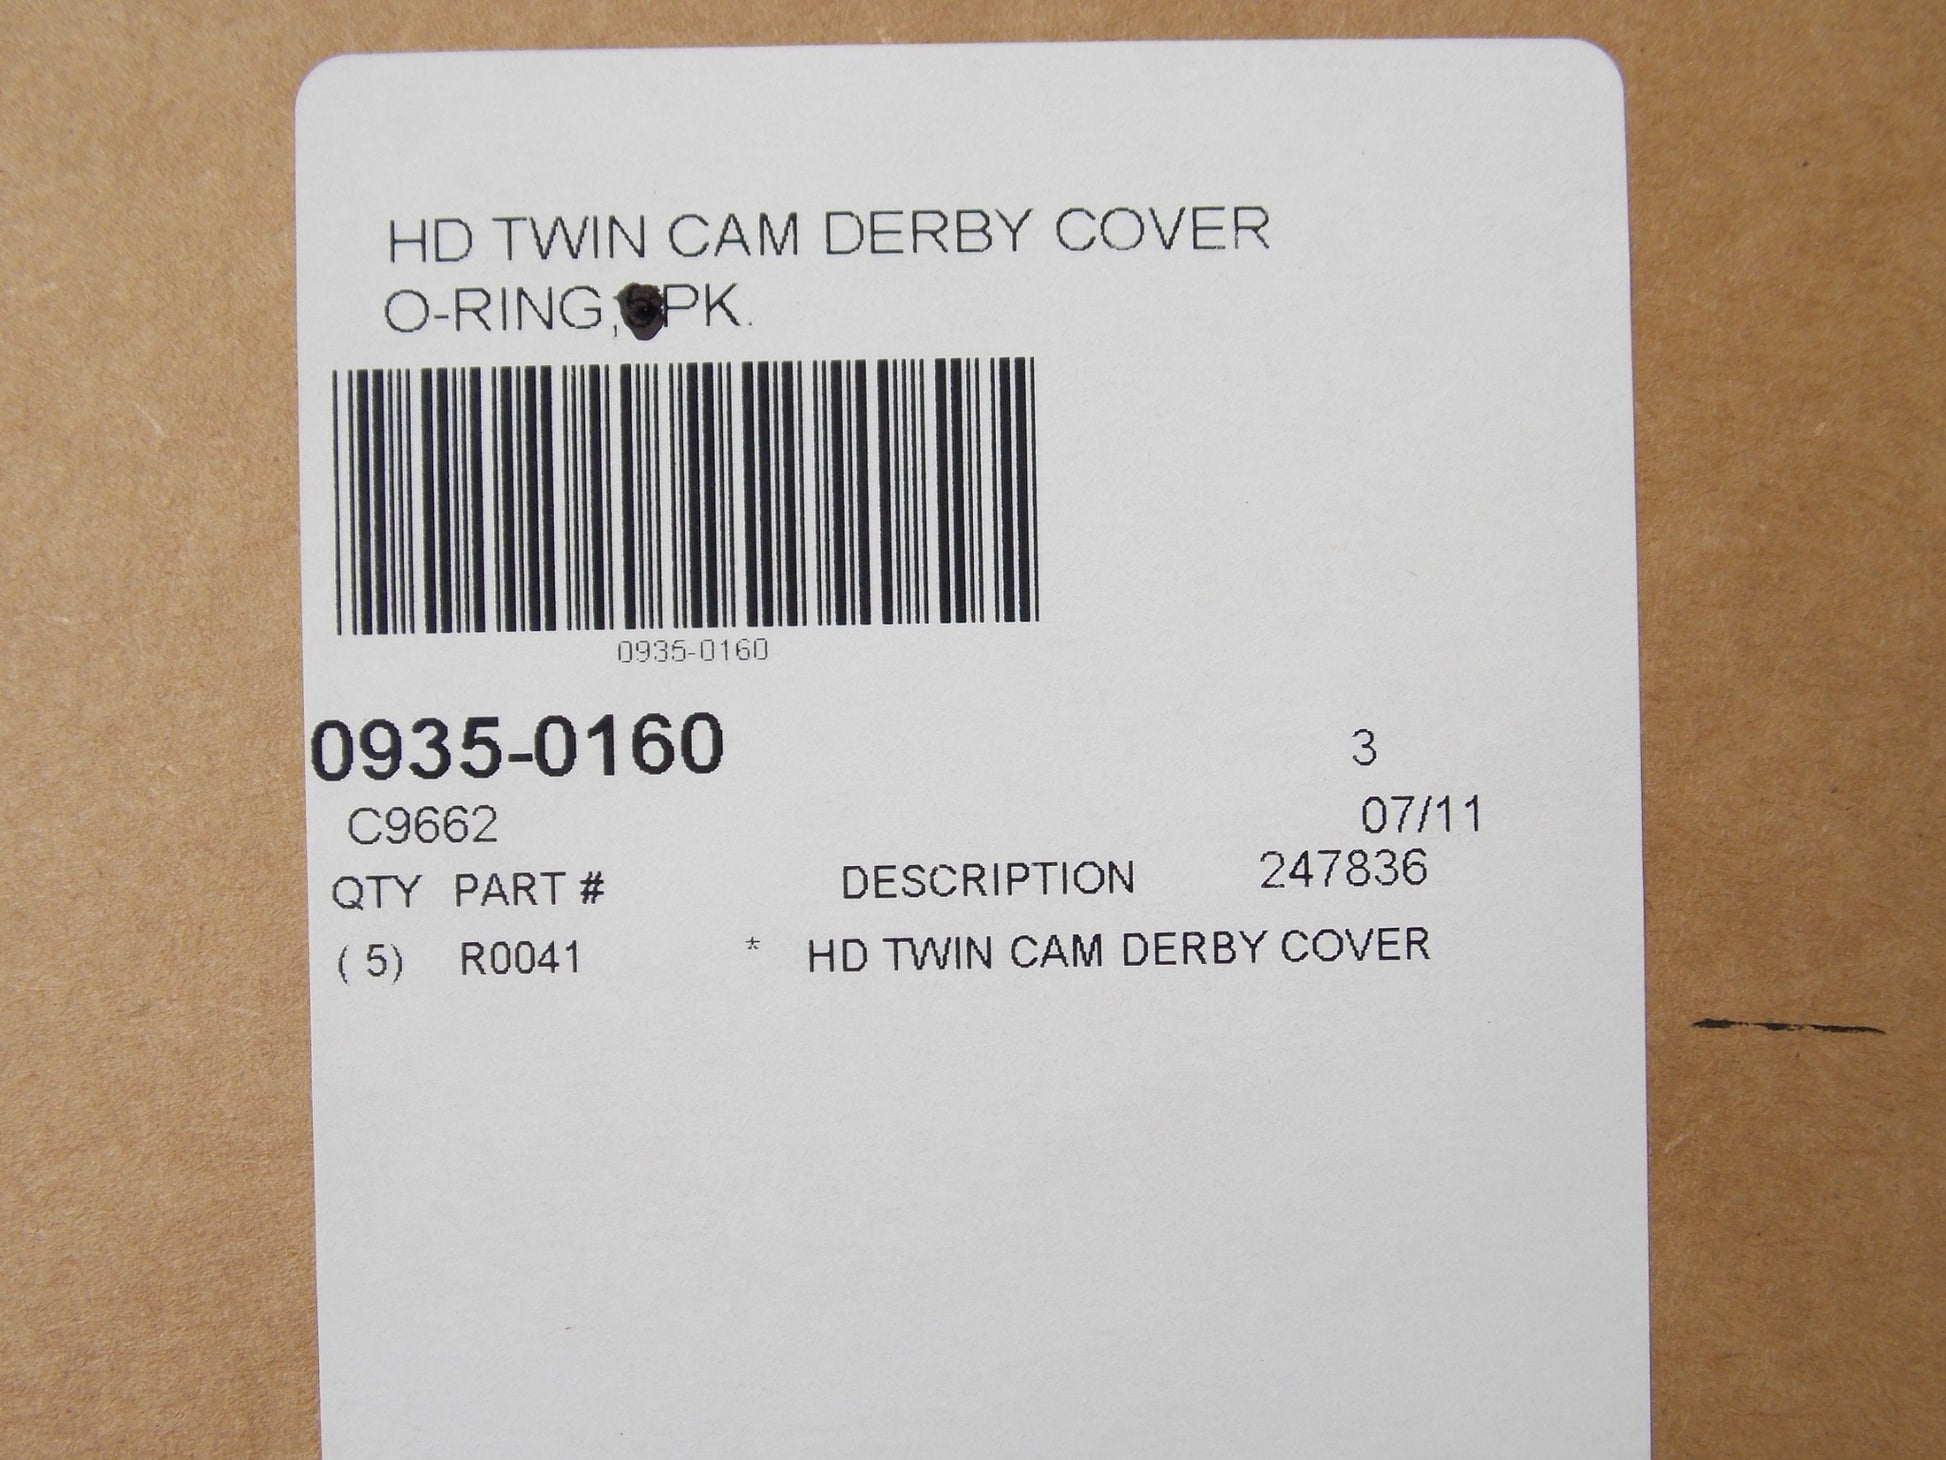 HD TWIN CAM DERBY COVER
O-RING,5PK.
0935-0160
0935-0160
3
C9662
07/11
QTY PART # DESCRIPTION 247836
( 5) R0041 * HD TWIN CAM DERBY COVER